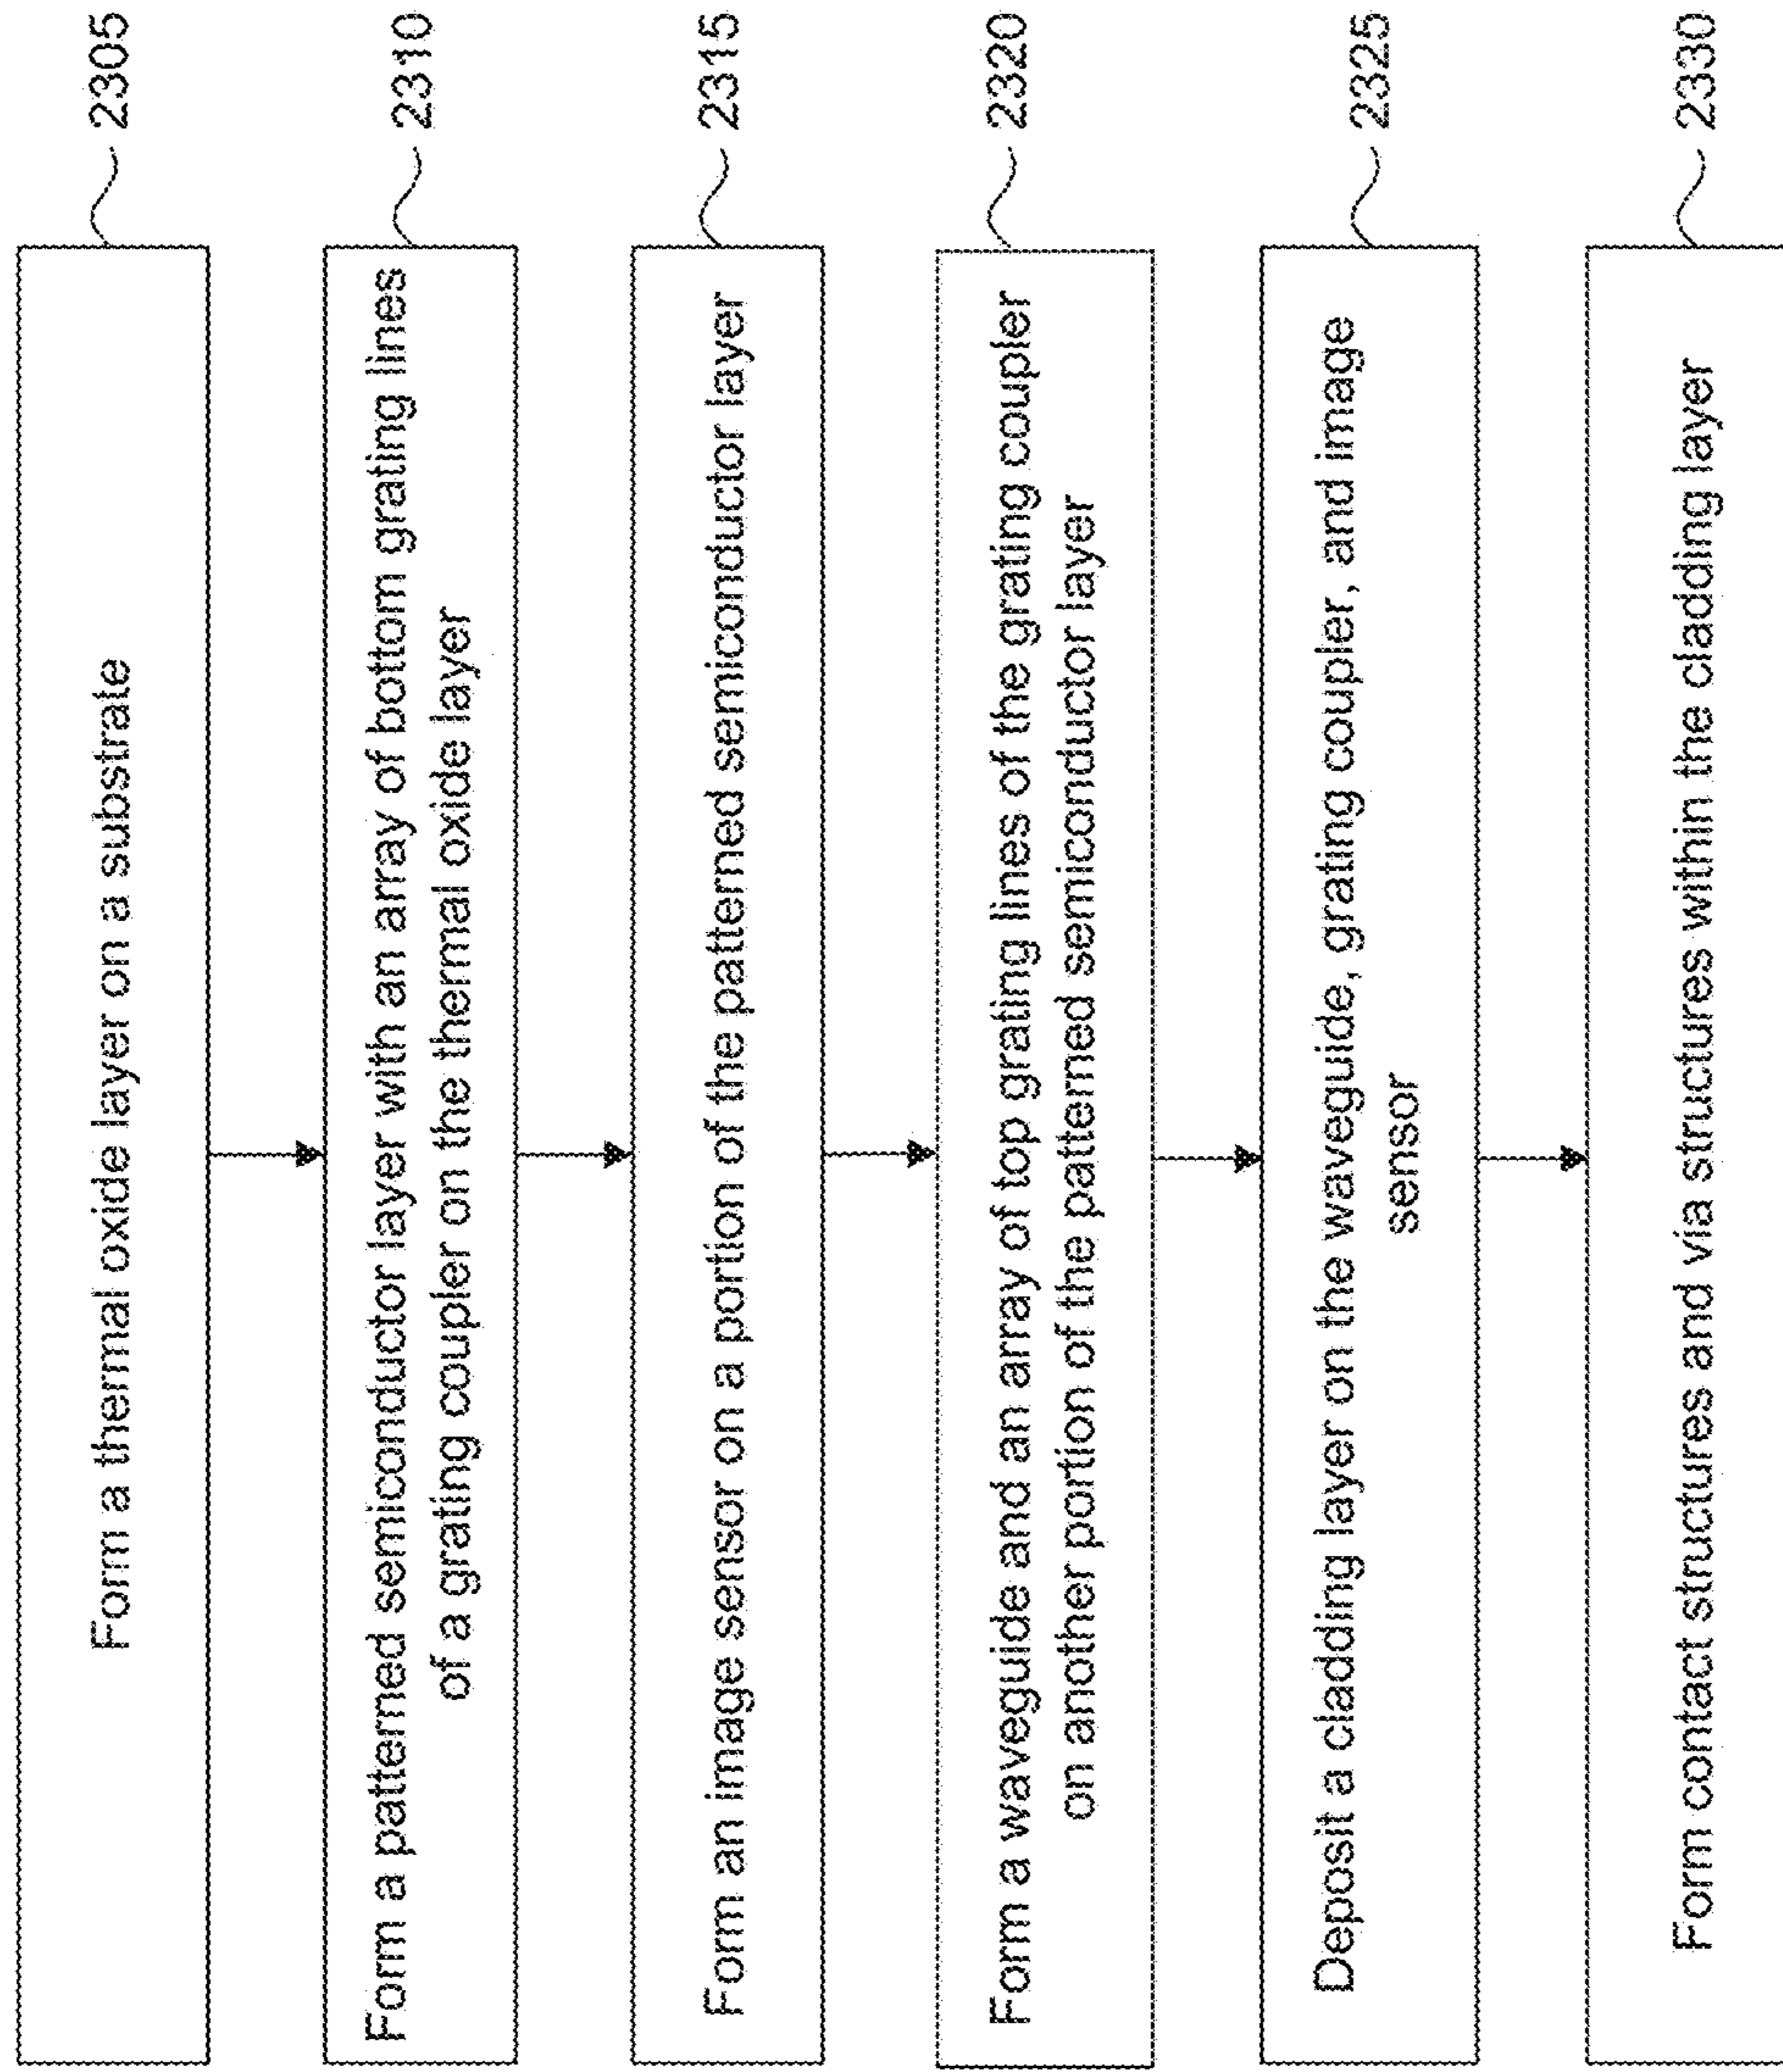 Form a thermal oxide layer on a substrate
2305
Form a patterned semiconductor layer with an array of bottom grating lines
of a grating coupler on the thermal oxide layer
2310
Form an image sensor on a portion of the patterned semiconductor layer
2315
Form a waveguide and an array of top grating lines of the grating coupler
on another portion of the patterned semiconductor layer
2320
Deposit a cladding layer on the waveguide, grating coupler, and image
sensor
2325
Form contact structures and via structures within the cladding layer
2330